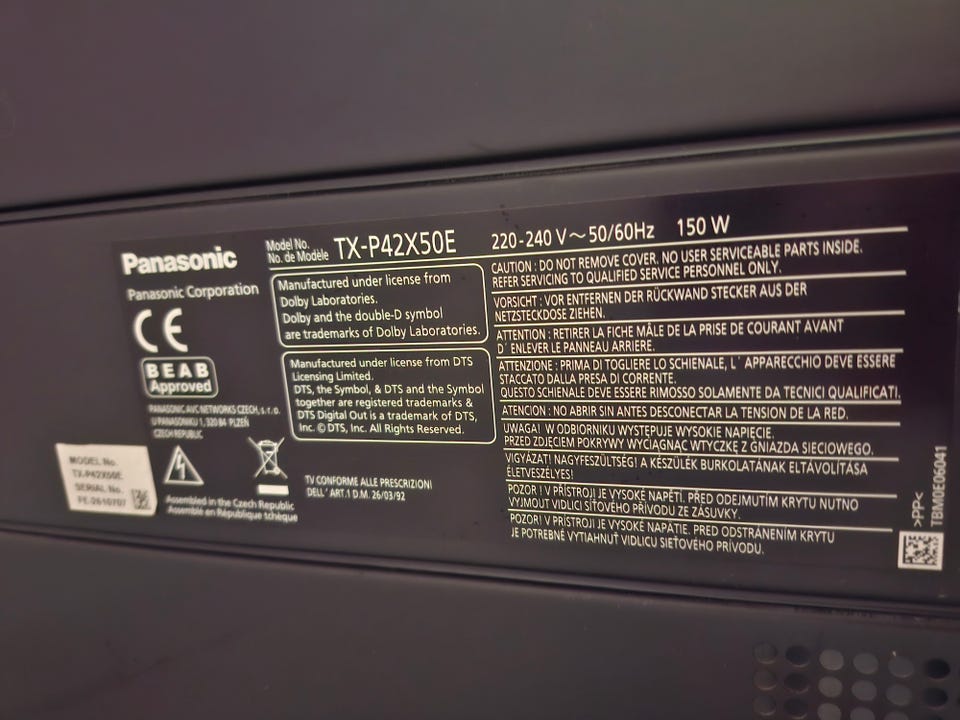 Panasonic
Panasonic Corporation
CE
BEAB
Approved
PANASONIC AVC NETWORKS CZECH, s.r.o.
U PANASONIKU 1, 320 84 PLZEŇ
CZECH REPUBLIC
MODEL No.
TX-P42X50E
SERIAL No.
FE-2610707
Assembled in the Czech Republic
Assemblé en République tchèque
Model No.
No. de Modèle
TX-P42X50E
Manufactured under license from
Dolby Laboratories.
Dolby and the double-D symbol
are trademarks of Dolby Laboratories.
Manufactured under license from DTS
Licensing Limited.
DTS, the Symbol, & DTS and the Symbol
together are registered trademarks &
DTS Digital Out is a trademark of DTS,
Inc. © DTS, Inc. All Rights Reserved.
TV CONFORME ALLE PRESCRIZIONI
DELL' ART.1 D.M. 26/03/92
220-240 V ~ 50/60Hz 150 W
CAUTION : DO NOT REMOVE COVER. NO USER SERVICEABLE PARTS INSIDE.
REFER SERVICING TO QUALIFIED SERVICE PERSONNEL ONLY.
VORSICHT : VOR ENTFERNEN DER RÜCKWAND STECKER AUS DER
NETZSTECKDOSE ZIEHEN.
ATTENTION : RETIRER LA FICHE MÂLE DE LA PRISE DE COURANT AVANT
D' ENLEVER LE PANNEAU ARRIERE.
ATTENZIONE : PRIMA DI TOGLIERE LO SCHIENALE, L' APPARECCHIO DEVE ESSERE
STACCATO DALLA PRESA DI CORRENTE.
QUESTO SCHIENALE DEVE ESSERE RIMOSSO SOLAMENTE DA TECNICI QUALIFICATI.
ATENCION : NO ABRIR SIN ANTES DESCONECTAR LA TENSION DE LA RED.
UWAGA! W ODBIORNIKU WYSTĘPUJE WYSOKIE NAPIĘCIE.
PRZED ZDJĘCIEM POKRYWY WYCIĄGNĄĆ WTYCZKĘ Z GNIAZDA SIECIOWEGO.
VIGYÁZAT! NAGYFESZÜLTSÉG! A KÉSZÜLÉK BURKOLATÁNAK ELTÁVOLÍTÁSA
ÉLETVESZÉLYES!
POZOR ! V PŘÍSTROJI JE VYSOKÉ NAPĚTÍ. PŘED ODEJMUTÍM KRYTU NUTNO
VYJMOUT VIDLICI SÍŤOVÉHO PŘÍVODU ZE ZÁSUVKY.
POZOR! V PRÍSTROJI JE VYSOKÉ NAPÄTIE. PRED ODSTRÁNENÍM KRYTU
JE POTREBNÉ VYTIAHNUŤ VIDLICU SIEŤOVÉHO PRÍVODU.
>PP<
TBM0E06041